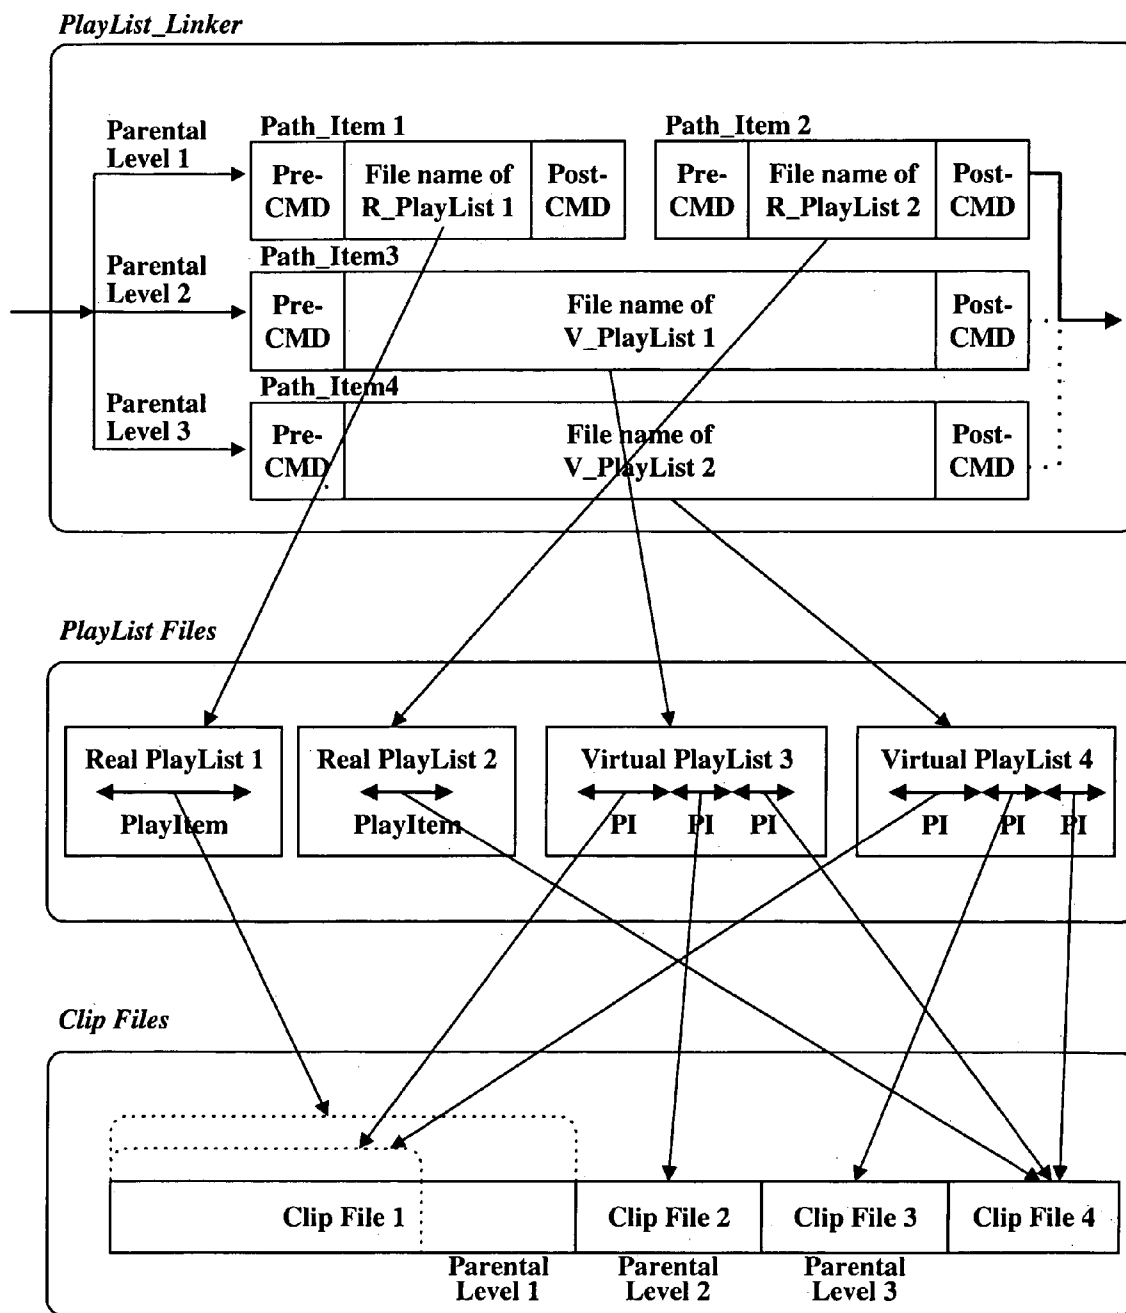 PlayList_Linker
Parental
Level 1
Path_Item 1
Path_Item 2
Pre-
CMD
File name of
R_PlayList 1
Post-
CMD
Pre-
CMD
File name of
R_PlayList 2
Post-
CMD
Parental
Level 2
Path_Item3
Pre-
CMD
File name of
V_PlayList 1
Post-
CMD
Parental
Level 3
Path_Item4
Pre-
CMD
File name of
V_PlayList 2
Post-
CMD
PlayList Files
Real PlayList 1
PlayItem
Real PlayList 2
PlayItem
Virtual PlayList 3
PI PI PI
Virtual PlayList 4
PI PI PI
Clip Files
Clip File 1
Clip File 2
Clip File 3
Clip File 4
Parental
Level 1
Parental
Level 2
Parental
Level 3